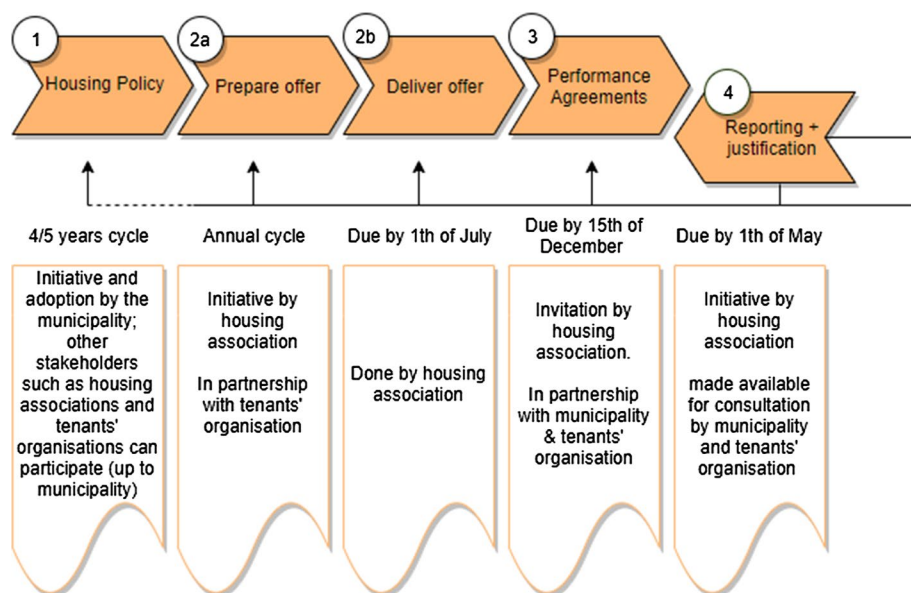 1
Housing Policy
2a
Prepare offer
2b
Deliver offer
3
Performance
Agreements
4
Reporting +
justification
4/5 years cycle
Initiative and
adoption by the
municipality;
other
stakeholders
such as housing
associations and
tenants'
organisations can
participate (up to
municipality)
Annual cycle
Initiative by
housing
association
In partnership
with tenants'
organisation
Due by 1th of July
Done by housing
association
Due by 15th of
December
Invitation by
housing
association.
In partnership
with municipality
& tenants'
organisation
Due by 1th of May
Initiative by
housing
association
made available
for consultation
by municipality
and tenants'
organisation